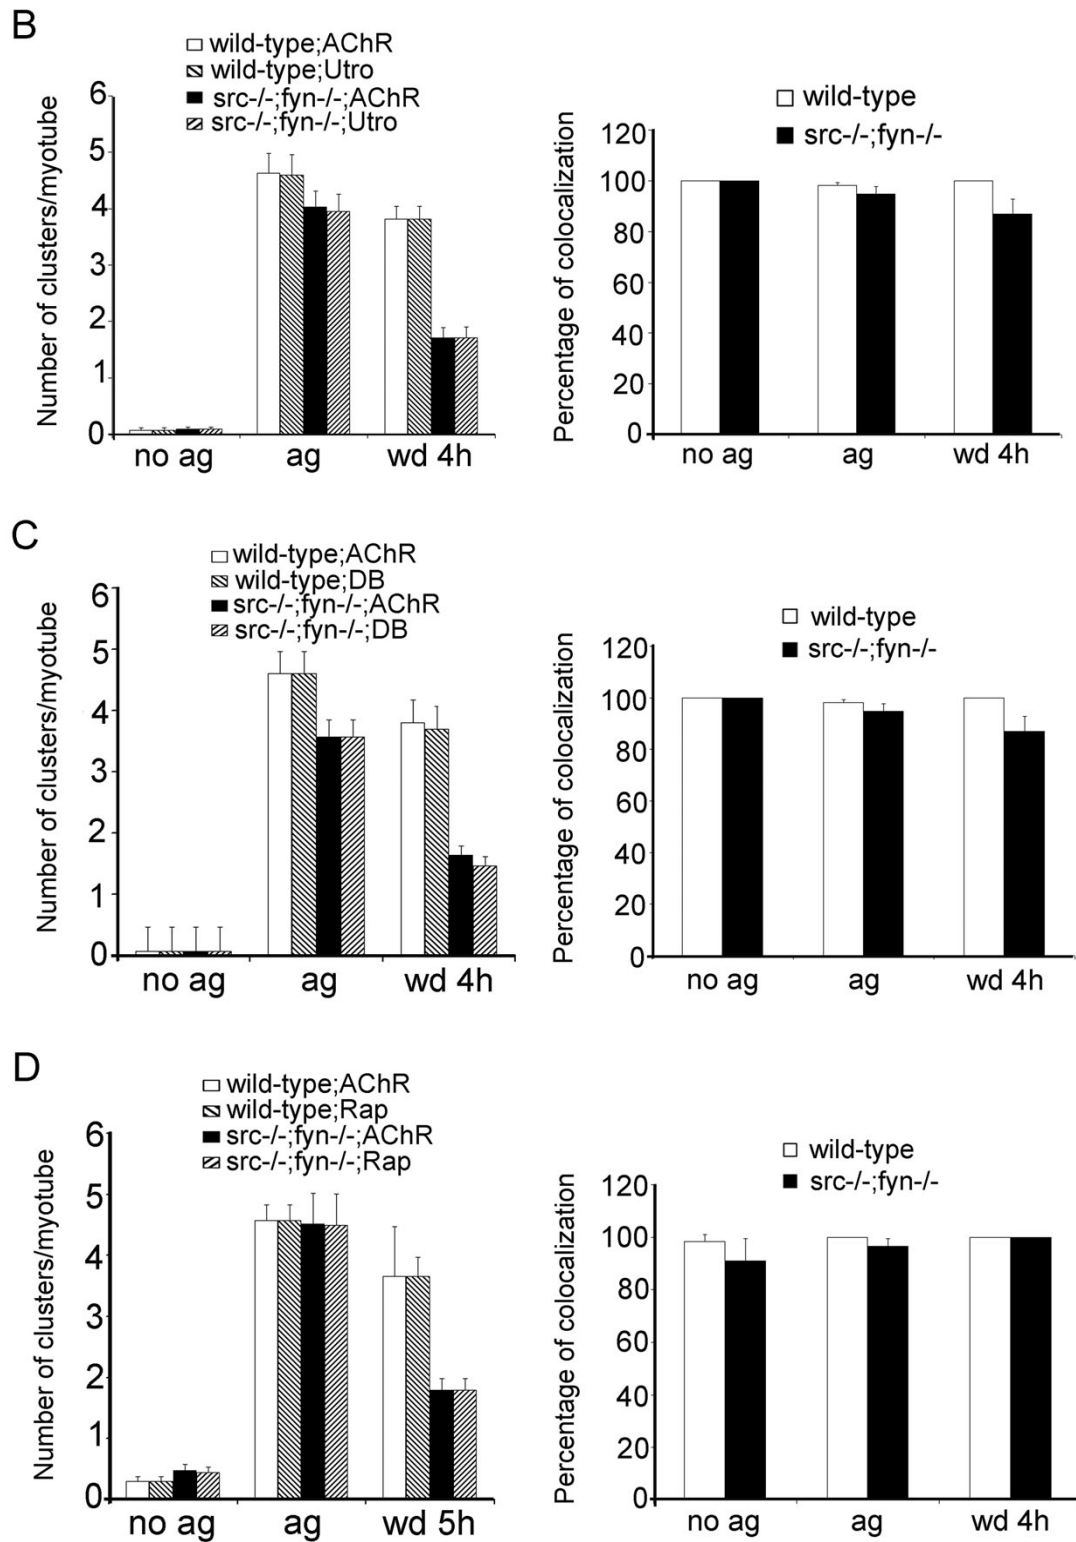 B
wild-type;AChR
wild-type;Utro
src-/-;fyn-/-;AChR
src-/-;fyn-/-;Utro
Number of clusters/myotube
6
5
4
3
2
1
0
no ag ag wd 4h
wild-type
src-/-;fyn-/-
Percentage of colocalization
120
100
80
60
40
20
0
no ag ag wd 4h
C
wild-type;AChR
wild-type;DB
src-/-;fyn-/-;AChR
src-/-;fyn-/-;DB
Number of clusters/myotube
6
5
4
3
2
1
0
no ag ag wd 4h
wild-type
src-/-;fyn-/-
Percentage of colocalization
120
100
80
60
40
20
0
no ag ag wd 4h
D
wild-type;AChR
wild-type;Rap
src-/-;fyn-/-;AChR
src-/-;fyn-/-;Rap
Number of clusters/myotube
6
5
4
3
2
1
0
no ag ag wd 5h
wild-type
src-/-;fyn-/-
Percentage of colocalization
120
100
80
60
40
20
0
no ag ag wd 4h